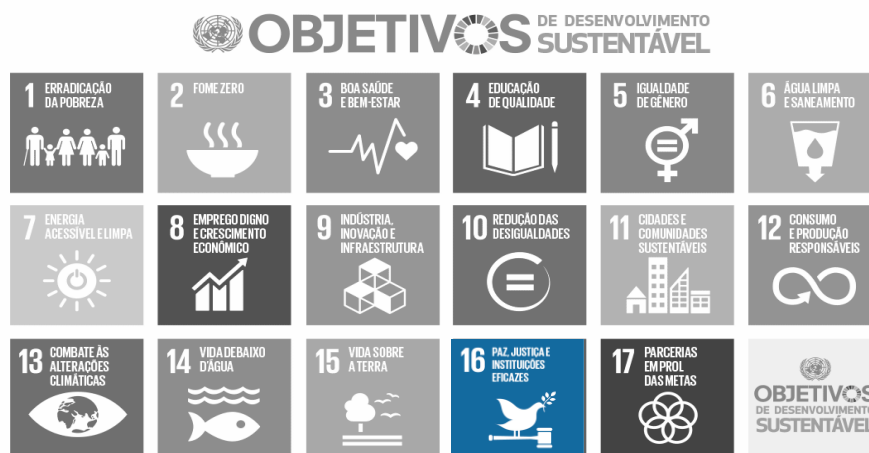 OBJETIVOS DE DESENVOLVIMENTO
SUSTENTÁVEL
1 ERRADICAÇÃO
DA POBREZA
2 FOME ZERO
3 BOA SAÚDE
E BEM-ESTAR
4 EDUCAÇÃO
DE QUALIDADE
5 IGUALDADE
DE GÉNERO
6 ÁGUA LIMPA
E SANEAMENTO
7 ENERGIA
ACESSÍVEL E LIMPA
8 EMPREGO DIGNO
E CRESCIMENTO
ECONÔMICO
9 INDÚSTRIA,
INOVAÇÃO E
INFRAESTRUTURA
10 REDUÇÃO DAS
DESIGUALDADES
11 CIDADES E
COMUNIDADES
SUSTENTÁVEIS
12 CONSUMO
E PRODUÇÃO
RESPONSÁVEIS
13 COMBATE ÀS
ALTERAÇÕES
CLIMÁTICAS
14 VIDA DEBAIXO
D'ÁGUA
15 VIDA SOBRE
A TERRA
16 PAZ, JUSTIÇA E
INSTITUIÇÕES
EFICAZES
17 PARCERIAS
EM PROL
DAS METAS
OBJETIVOS
DE DESENVOLVIMENTO
SUSTENTÁVEL